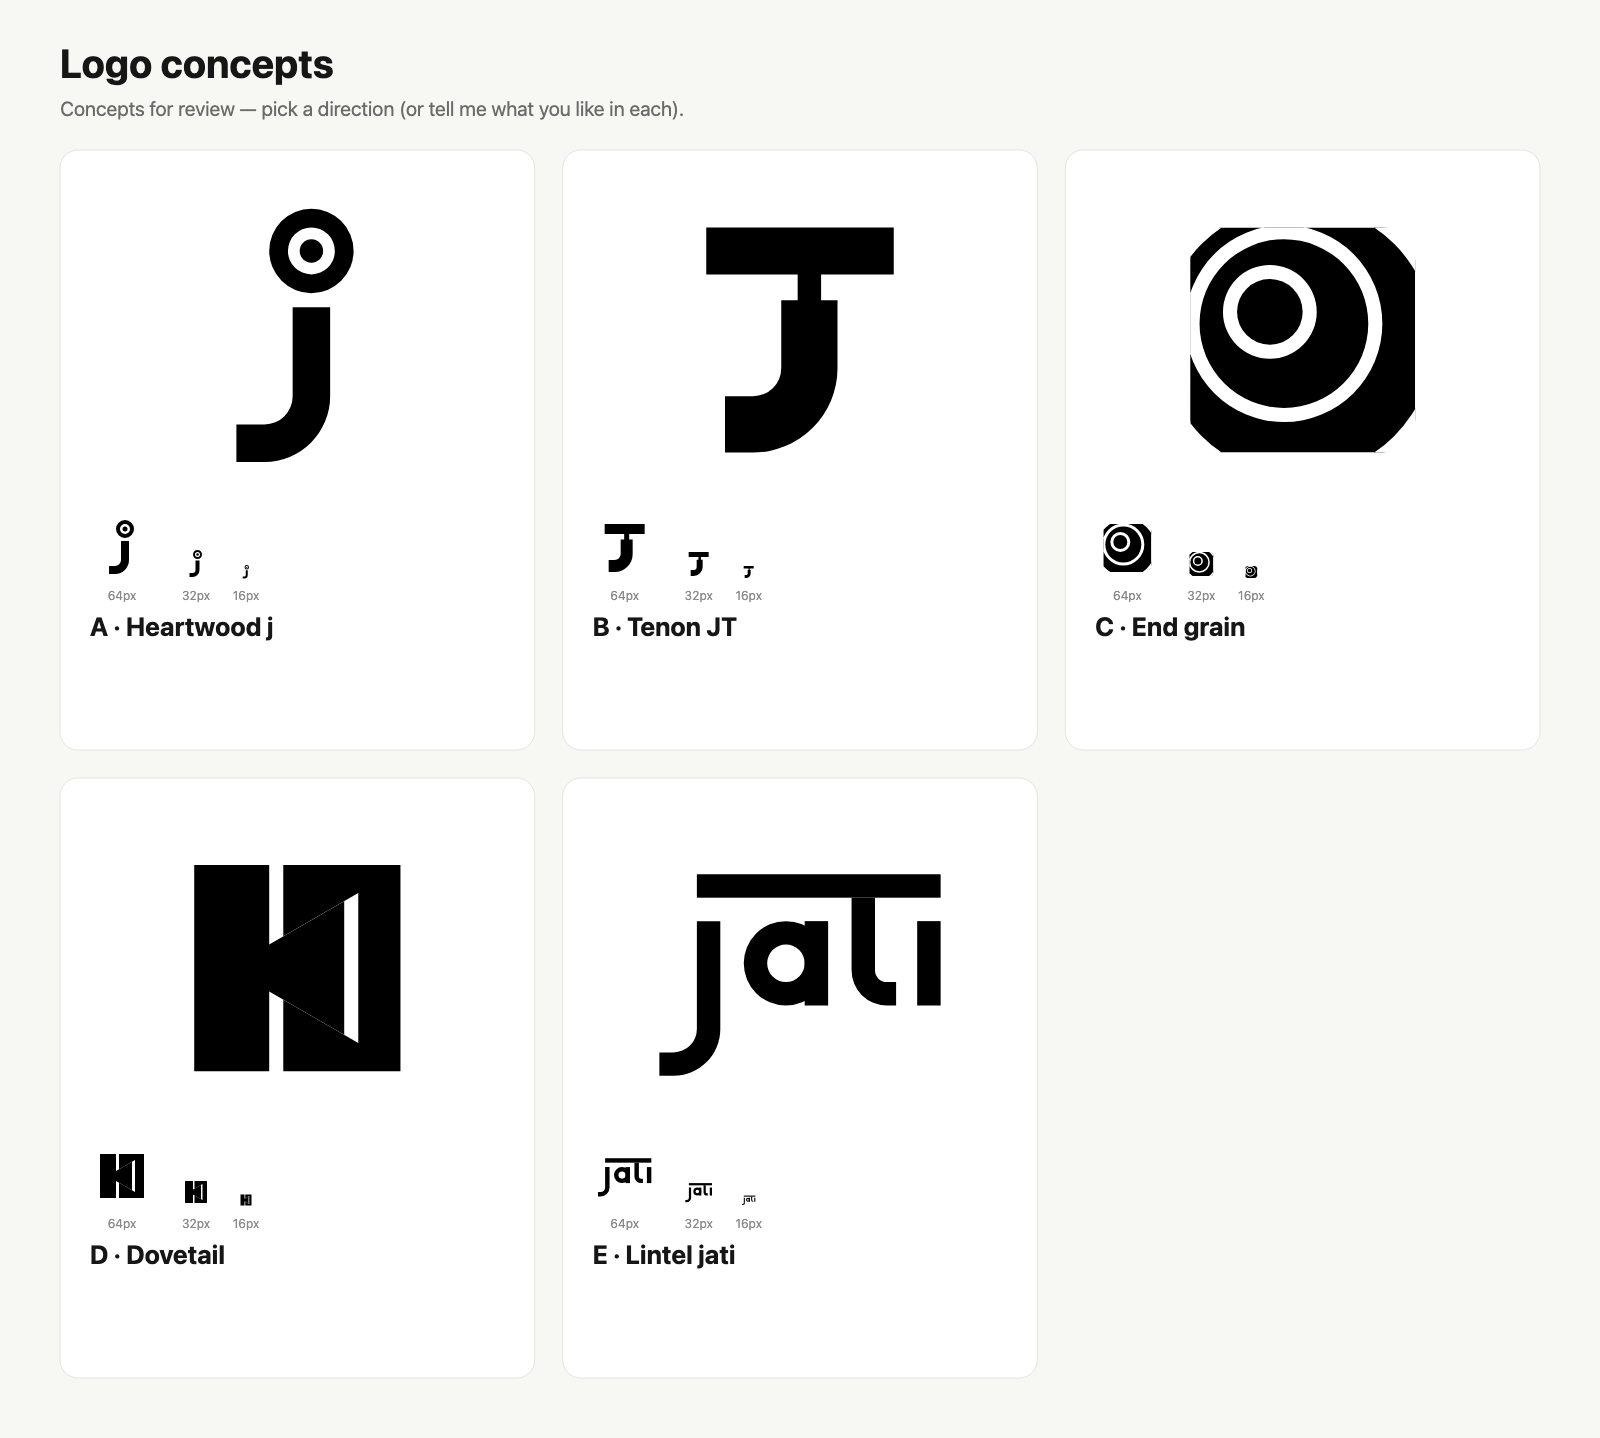 Logo concepts
Concepts for review — pick a direction (or tell me what you like in each).
j
JT
64px 32px 16px
A · Heartwood j
64px 32px 16px
B · Tenon JT
64px 32px 16px
C · End grain
64px 32px 16px
D · Dovetail
jati
jati jati jati
64px 32px 16px
E · Lintel jati